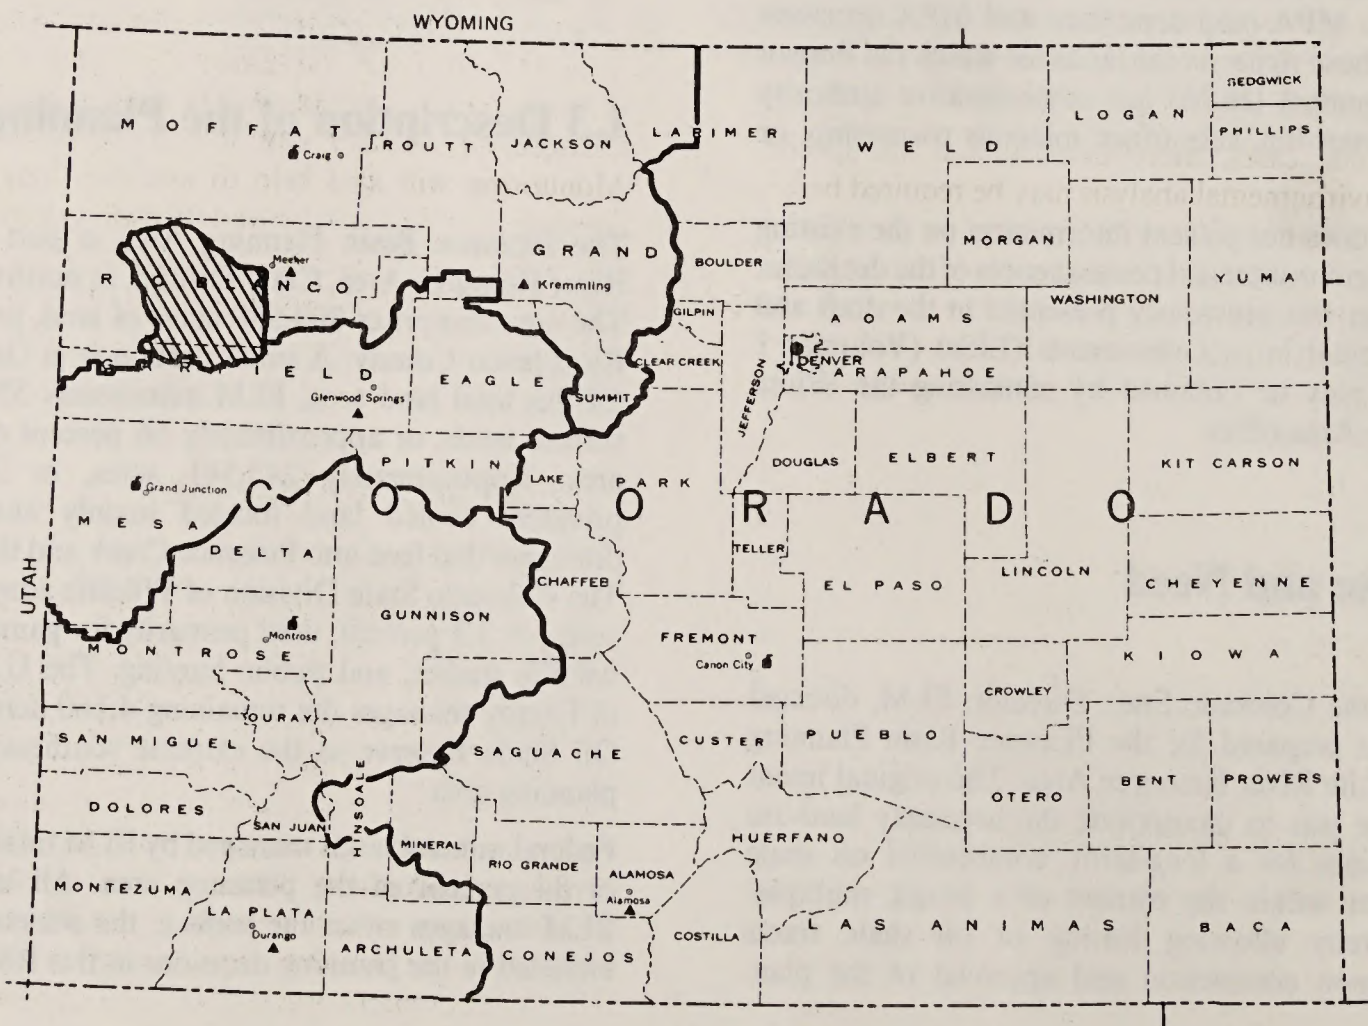 WYOMING
SEDGWICK
LOGAN
PHILLIPS
MOFFAT
ROUTT
JACKSON
LARIMER
WELD
Craig
MORGAN
GRAND
BOULDER
YUMA
WASHINGTON
RIO BLANCO
Meeker
Kremmling
GILPIN
ADAMS
CLEAR CREEK
DENVER
ARAPAHOE
GARFIELD
EAGLE
SUMMIT
JEFFERSON
Glenwood Springs
DOUGLAS
ELBERT
KIT CARSON
PITKIN
LAKE
PARK
Grand Junction
COLORADO
MESA
DELTA
TELLER
EL PASO
LINCOLN
CHEYENNE
CHAFFEB
UTAH
GUNNISON
Montrose
MONTROSE
FREMONT
Canon City
KIOWA
CROWLEY
OURAY
SAN MIGUEL
SAGUACHE
CUSTER
PUEBLO
BENT
PROWERS
OTERO
DOLORES
HINSDALE
SAN JUAN
MINERAL
RIO GRANDE
HUERFANO
ALAMOSA
Alamosa
MONTEZUMA
LA PLATA
Durango
ARCHULETA
CONEJOS
COSTILLA
LAS ANIMAS
BACA